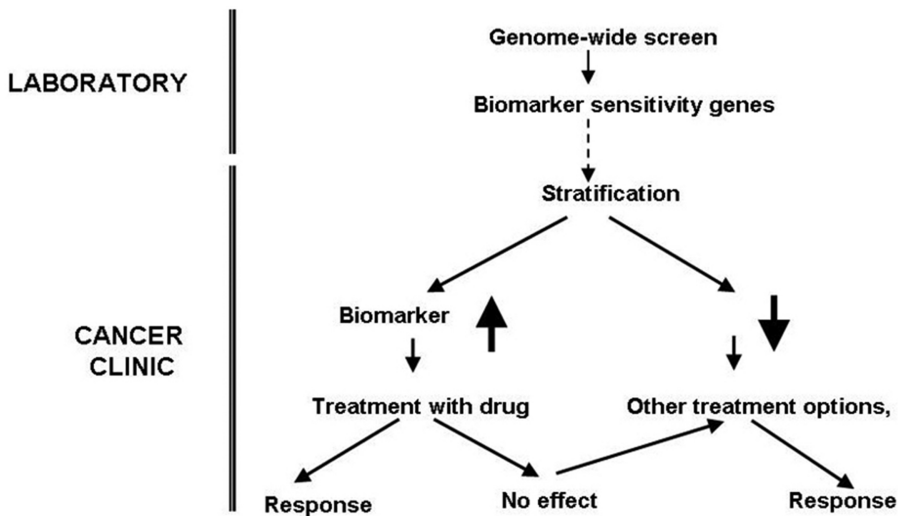 Genome-wide screen
LABORATORY
Biomarker sensitivity genes
Stratification
Biomarker
CANCER
CLINIC
Treatment with drug
Other treatment options,
Response
No effect
Response